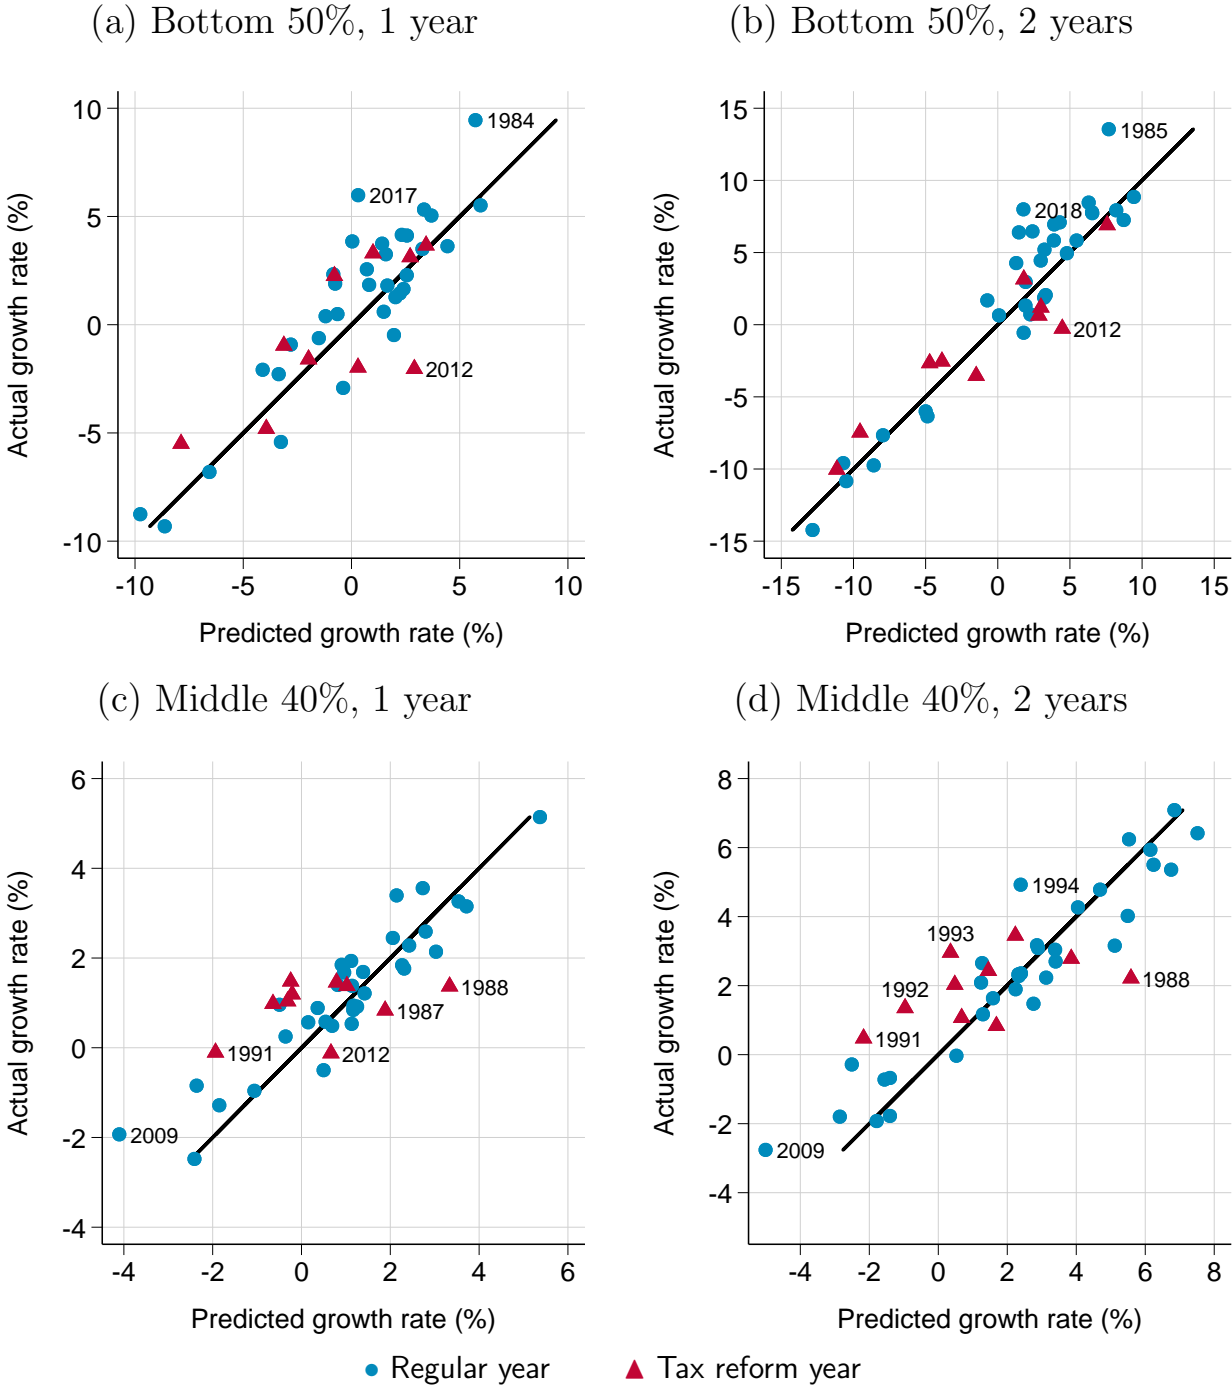 (a) Bottom 50%, 1 year
(b) Bottom 50%, 2 years
10
5
0
-5
-10
Actual growth rate (%)
1984
2017
2012
-10 -5 0 5 10
Predicted growth rate (%)
15
10
5
0
-5
-10
-15
Actual growth rate (%)
1985
2018
2012
-15 -10 -5 0 5 10 15
Predicted growth rate (%)
(c) Middle 40%, 1 year
(d) Middle 40%, 2 years
6
4
2
0
-2
-4
Actual growth rate (%)
1988
1987
1991
2012
2009
-4 -2 0 2 4 6
Predicted growth rate (%)
8
6
4
2
0
-2
-4
Actual growth rate (%)
1994
1993
1992
1988
1991
2009
-4 -2 0 2 4 6 8
Predicted growth rate (%)
Regular year
Tax reform year